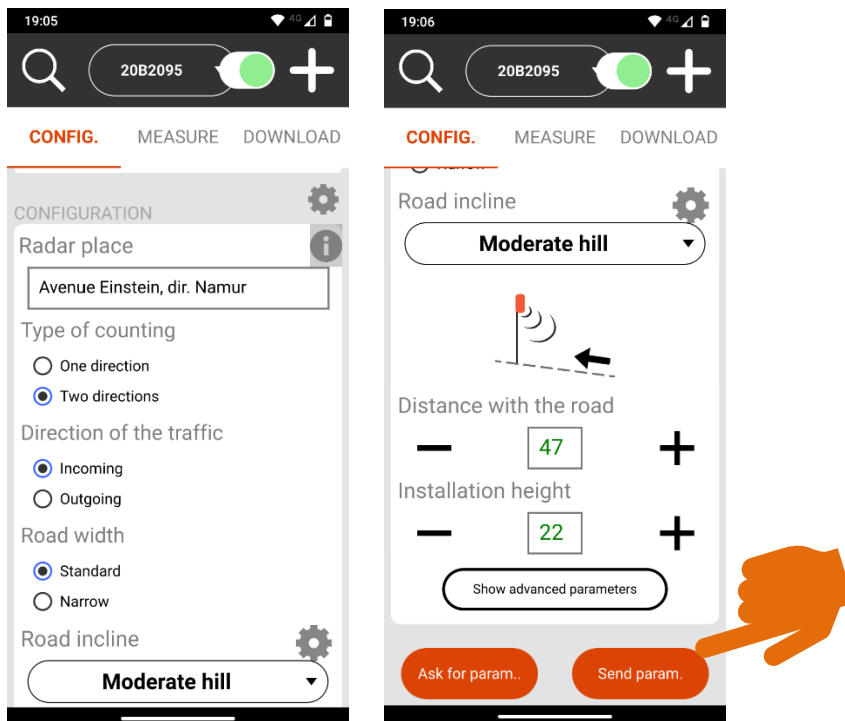 19:05
4G
20B2095
CONFIG. MEASURE DOWNLOAD
CONFIGURATION
Radar place
i
Avenue Einstein, dir. Namur
Type of counting
One direction
Two directions
Direction of the traffic
Incoming
Outgoing
Road width
Standard
Narrow
Road incline
Moderate hill
19:06
4G
20B2095
CONFIG. MEASURE DOWNLOAD
Road incline
Moderate hill
Distance with the road
47
Installation height
22
Show advanced parameters
Ask for param.. Send param.